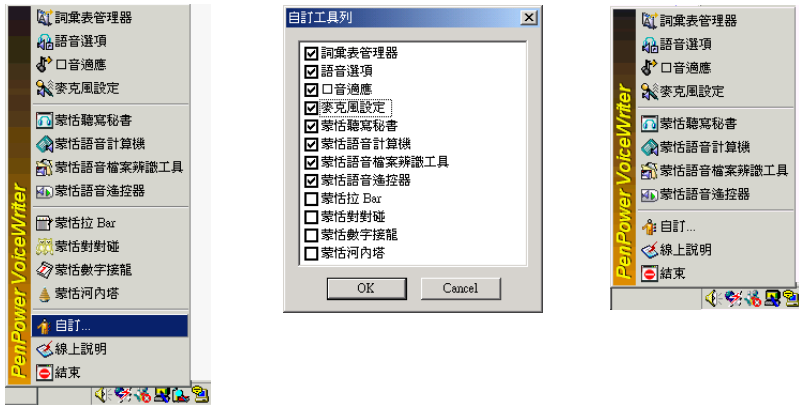 詞彙表管理器
語音選項
口音適應
麥克風設定
蒙恬聽寫秘書
蒙恬語音計算機
蒙恬語音檔案辨識工具
蒙恬語音遙控器
蒙恬拉 Bar
蒙恬對對碰
蒙恬數字接龍
蒙恬河內塔
自訂...
線上說明
結束
PenPower VoiceWriter
自訂工具列
詞彙表管理器
語音選項
口音適應
麥克風設定
蒙恬聽寫秘書
蒙恬語音計算機
蒙恬語音檔案辨識工具
蒙恬語音遙控器
蒙恬拉 Bar
蒙恬對對碰
蒙恬數字接龍
蒙恬河內塔
OK
Cancel
詞彙表管理器
語音選項
口音適應
麥克風設定
蒙恬聽寫秘書
蒙恬語音計算機
蒙恬語音檔案辨識工具
蒙恬語音遙控器
自訂...
線上說明
結束
PenPower VoiceWriter